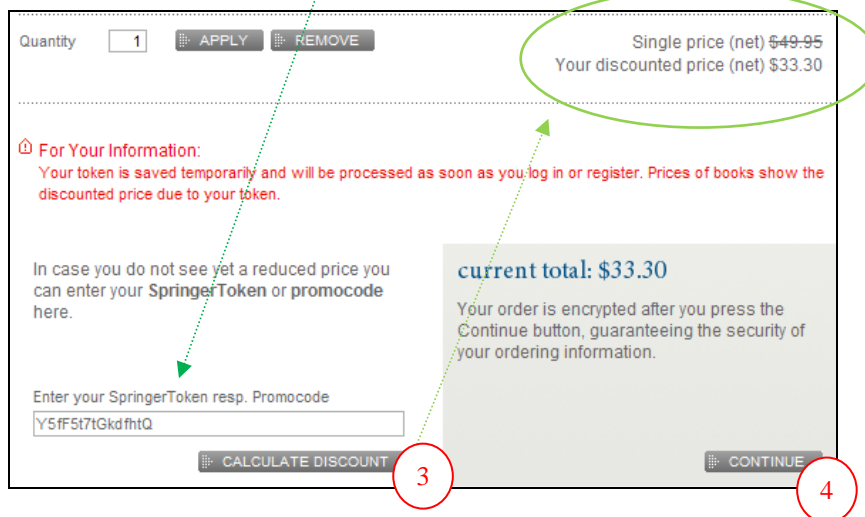 Quantity 1 APPLY REMOVE
Single price (net) $49.95
Your discounted price (net) $33.30
For Your Information:
Your token is saved temporarily and will be processed as soon as you log in or register. Prices of books show the
discounted price due to your token.
In case you do not see yet a reduced price you
can enter your SpringerToken or promocode
here.
Enter your SpringerToken resp. Promocode
Y5fF5t7tGkdfhtQ
CALCULATE DISCOUNT
3
current total: $33.30
Your order is encrypted after you press the
Continue button, guaranteeing the security of
your ordering information.
CONTINUE
4